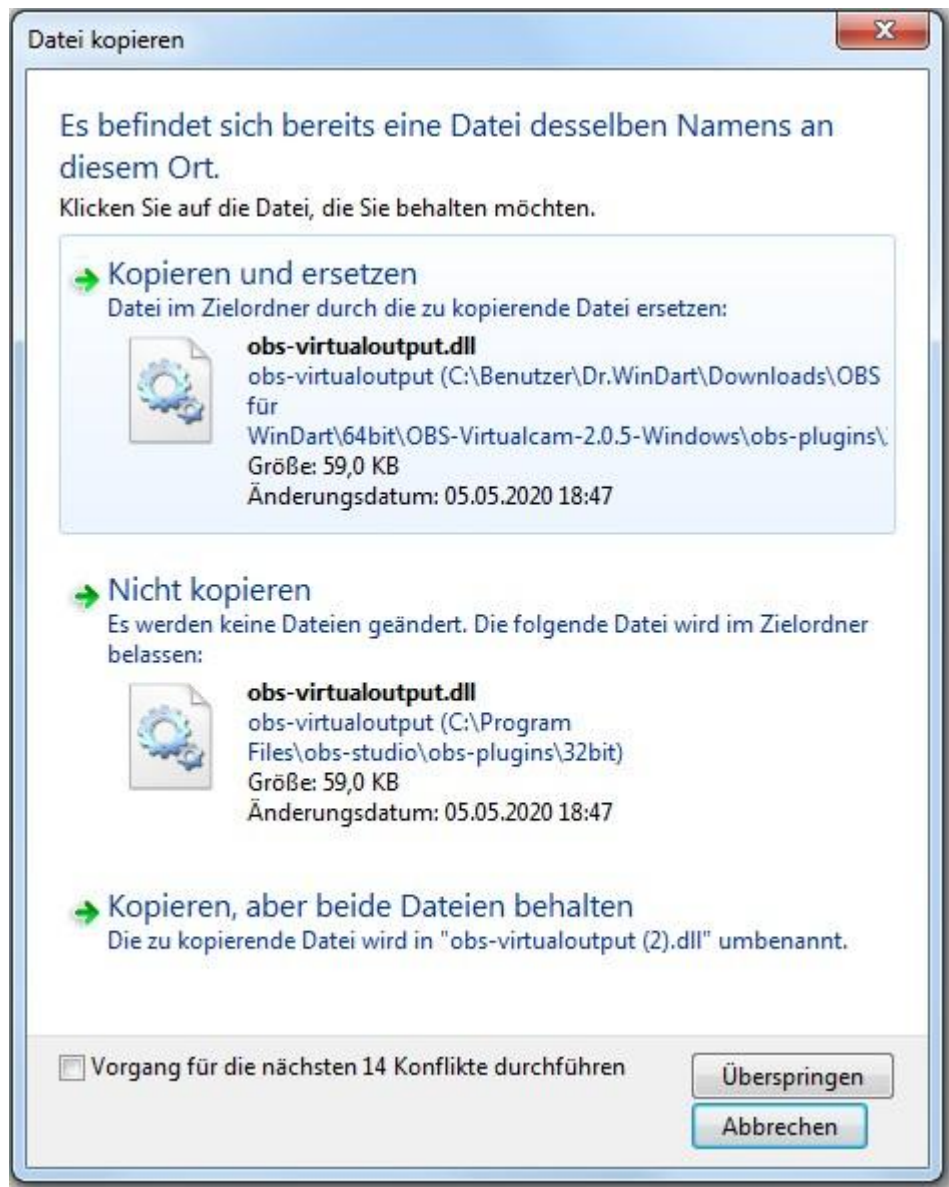 Datei kopieren
Es befindet sich bereits eine Datei desselben Namens an
diesem Ort.
Klicken Sie auf die Datei, die Sie behalten möchten.
Kopieren und ersetzen
Datei im Zielordner durch die zu kopierende Datei ersetzen:
obs-virtualoutput.dll
obs-virtualoutput (C:\Benutzer\Dr.WinDart\Downloads\OBS
für
WinDart\64bit\OBS-Virtualcam-2.0.5-Windows\obs-plugins\
Größe: 59,0 KB
Änderungsdatum: 05.05.2020 18:47
Nicht kopieren
Es werden keine Dateien geändert. Die folgende Datei wird im Zielordner
belassen:
obs-virtualoutput.dll
obs-virtualoutput (C:\Program
Files\obs-studio\obs-plugins\32bit)
Größe: 59,0 KB
Änderungsdatum: 05.05.2020 18:47
Kopieren, aber beide Dateien behalten
Die zu kopierende Datei wird in "obs-virtualoutput (2).dll" umbenannt.
Vorgang für die nächsten 14 Konflikte durchführen
Überspringen
Abbrechen